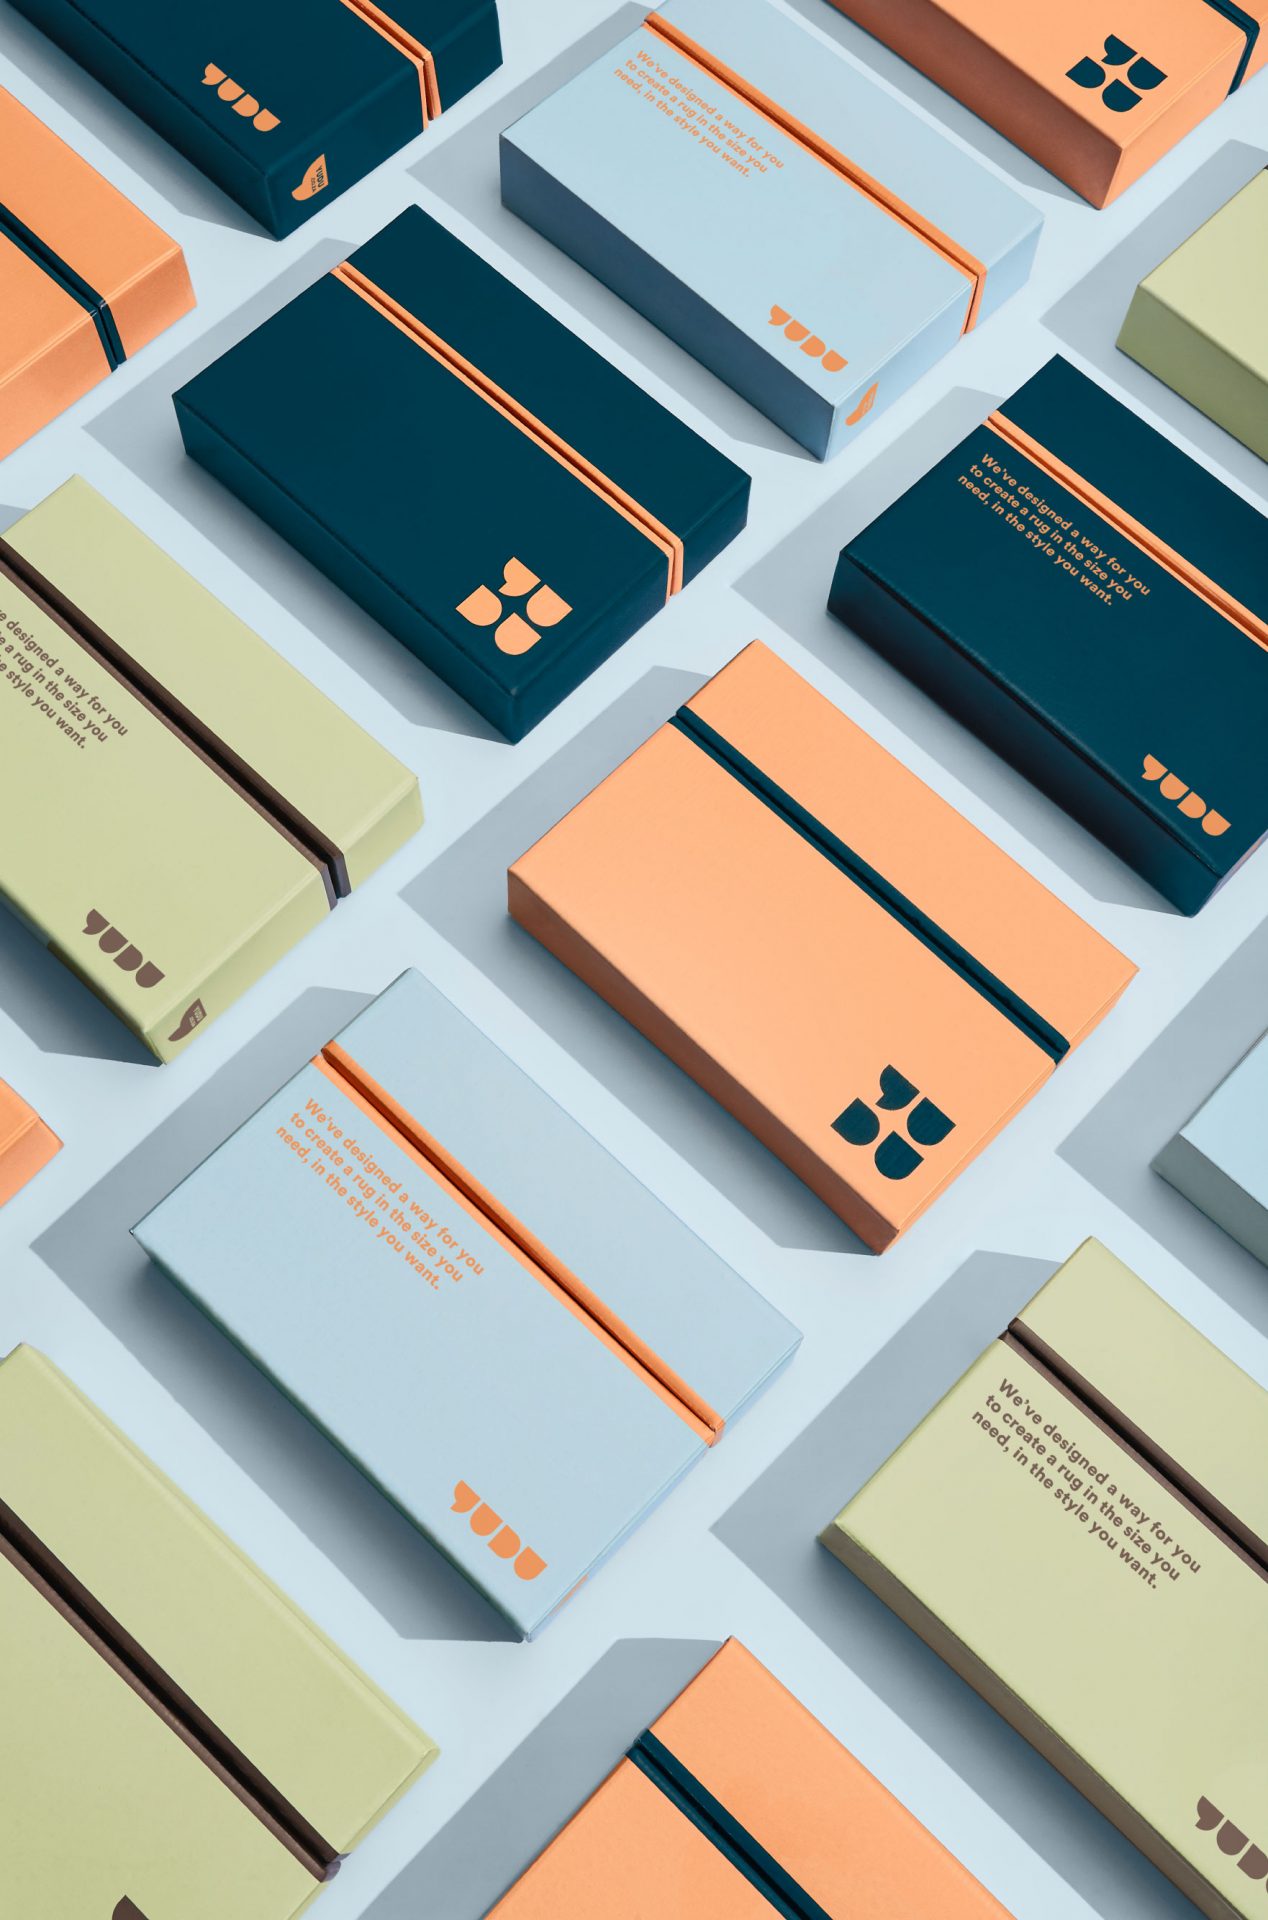 YUDU
YUDU
We've designed a way for you
to create a rug in the size you
need, in the style you want.
YUDU
YU
DU
YU
DU
We've designed a way for you
to create a rug in the size you
need, in the style you want.
YUDU
e designed a way for you
e a rug in the size you
e style you want.
YUDU
YU
DU
We've designed a way for you
to create a rug in the size you
need, in the style you want.
YUDU
We've designed a way for you
to create a rug in the size you
need, in the style you want.
YUD